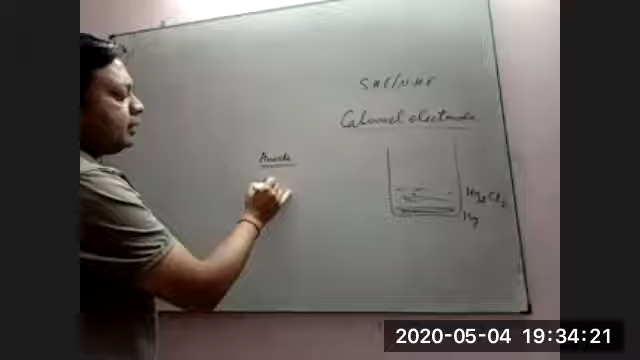 SHE/NHE
Calomel electrode
Anode
Hg₂Cl₂
Hg
2020-05-04 19:34:21